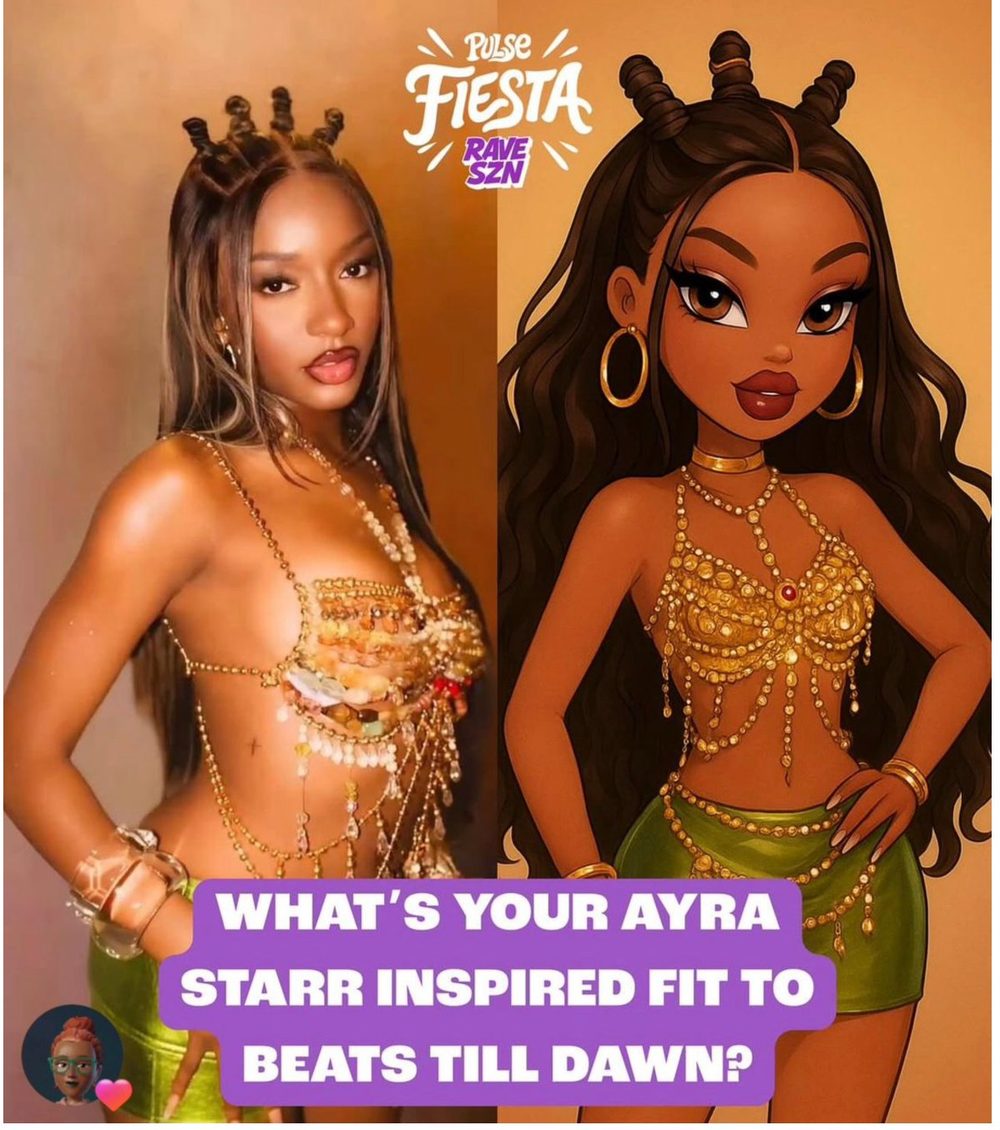 PULSE
FIESTA
RAVE
SZN
WHAT'S YOUR AYRA
STARR INSPIRED FIT TO
BEATS TILL DAWN?